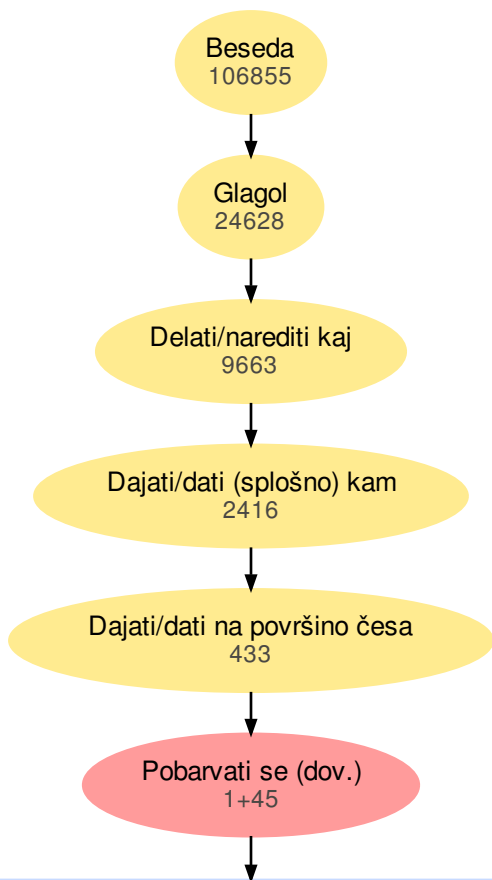 Beseda
106855
Glagol
24628
Delati/narediti kaj
9663
Dajati/dati (splošno) kam
2416
Dajati/dati na površino česa
433
Pobarvati se (dov.)
1+45